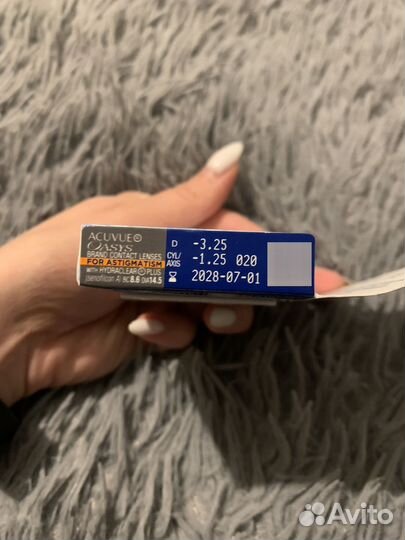 ACUVUE®
OASYS
BRAND CONTACT LENSES
FOR ASTIGMATISM
WITH HYDRACLEAR® PLUS
(senofilcon A) BC 8.6 DIA 14.5
D -3.25
CYL/AXIS -1.25 020
2028-07-01
Avito